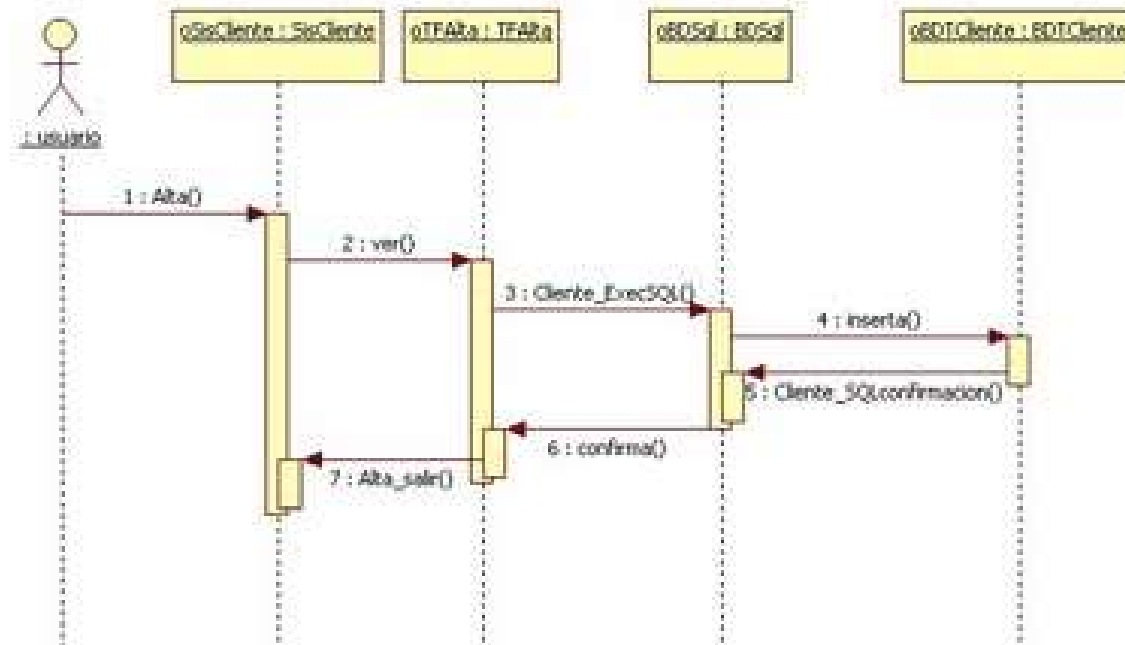 oSisCliente : SisCliente
oTFAlta : TFAlta
oBDSql : BDSql
oBDTCliente : BDTCliente
: usuario
1 : Alta()
2 : ver()
3 : Cliente_ExecSQL()
4 : inserta()
5 : Cliente_SQLconfirmacion()
6 : confirma()
7 : Alta_salir()